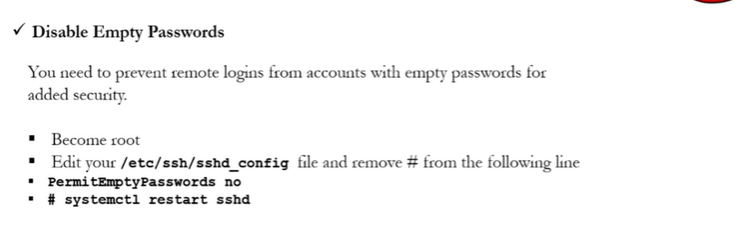 ✓ Disable Empty Passwords
You need to prevent remote logins from accounts with empty passwords for
added security.
▪ Become root
▪ Edit your /etc/ssh/sshd_config file and remove # from the following line
▪ PermitEmptyPasswords no
▪ # systemctl restart sshd